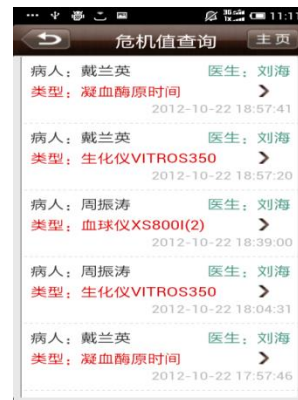 11:1
危机值查询
主页
病人：戴兰英 医生：刘海
类型：凝血酶原时间
2012-10-22 18:57:41
病人：戴兰英 医生：刘海
类型：生化仪VITROS350
2012-10-22 18:57:20
病人：周振涛 医生：刘海
类型：血球仪XS800I(2)
2012-10-22 18:39:00
病人：周振涛 医生：刘海
类型：生化仪VITROS350
2012-10-22 18:04:31
病人：戴兰英 医生：刘海
类型：凝血酶原时间
2012-10-22 17:57:46